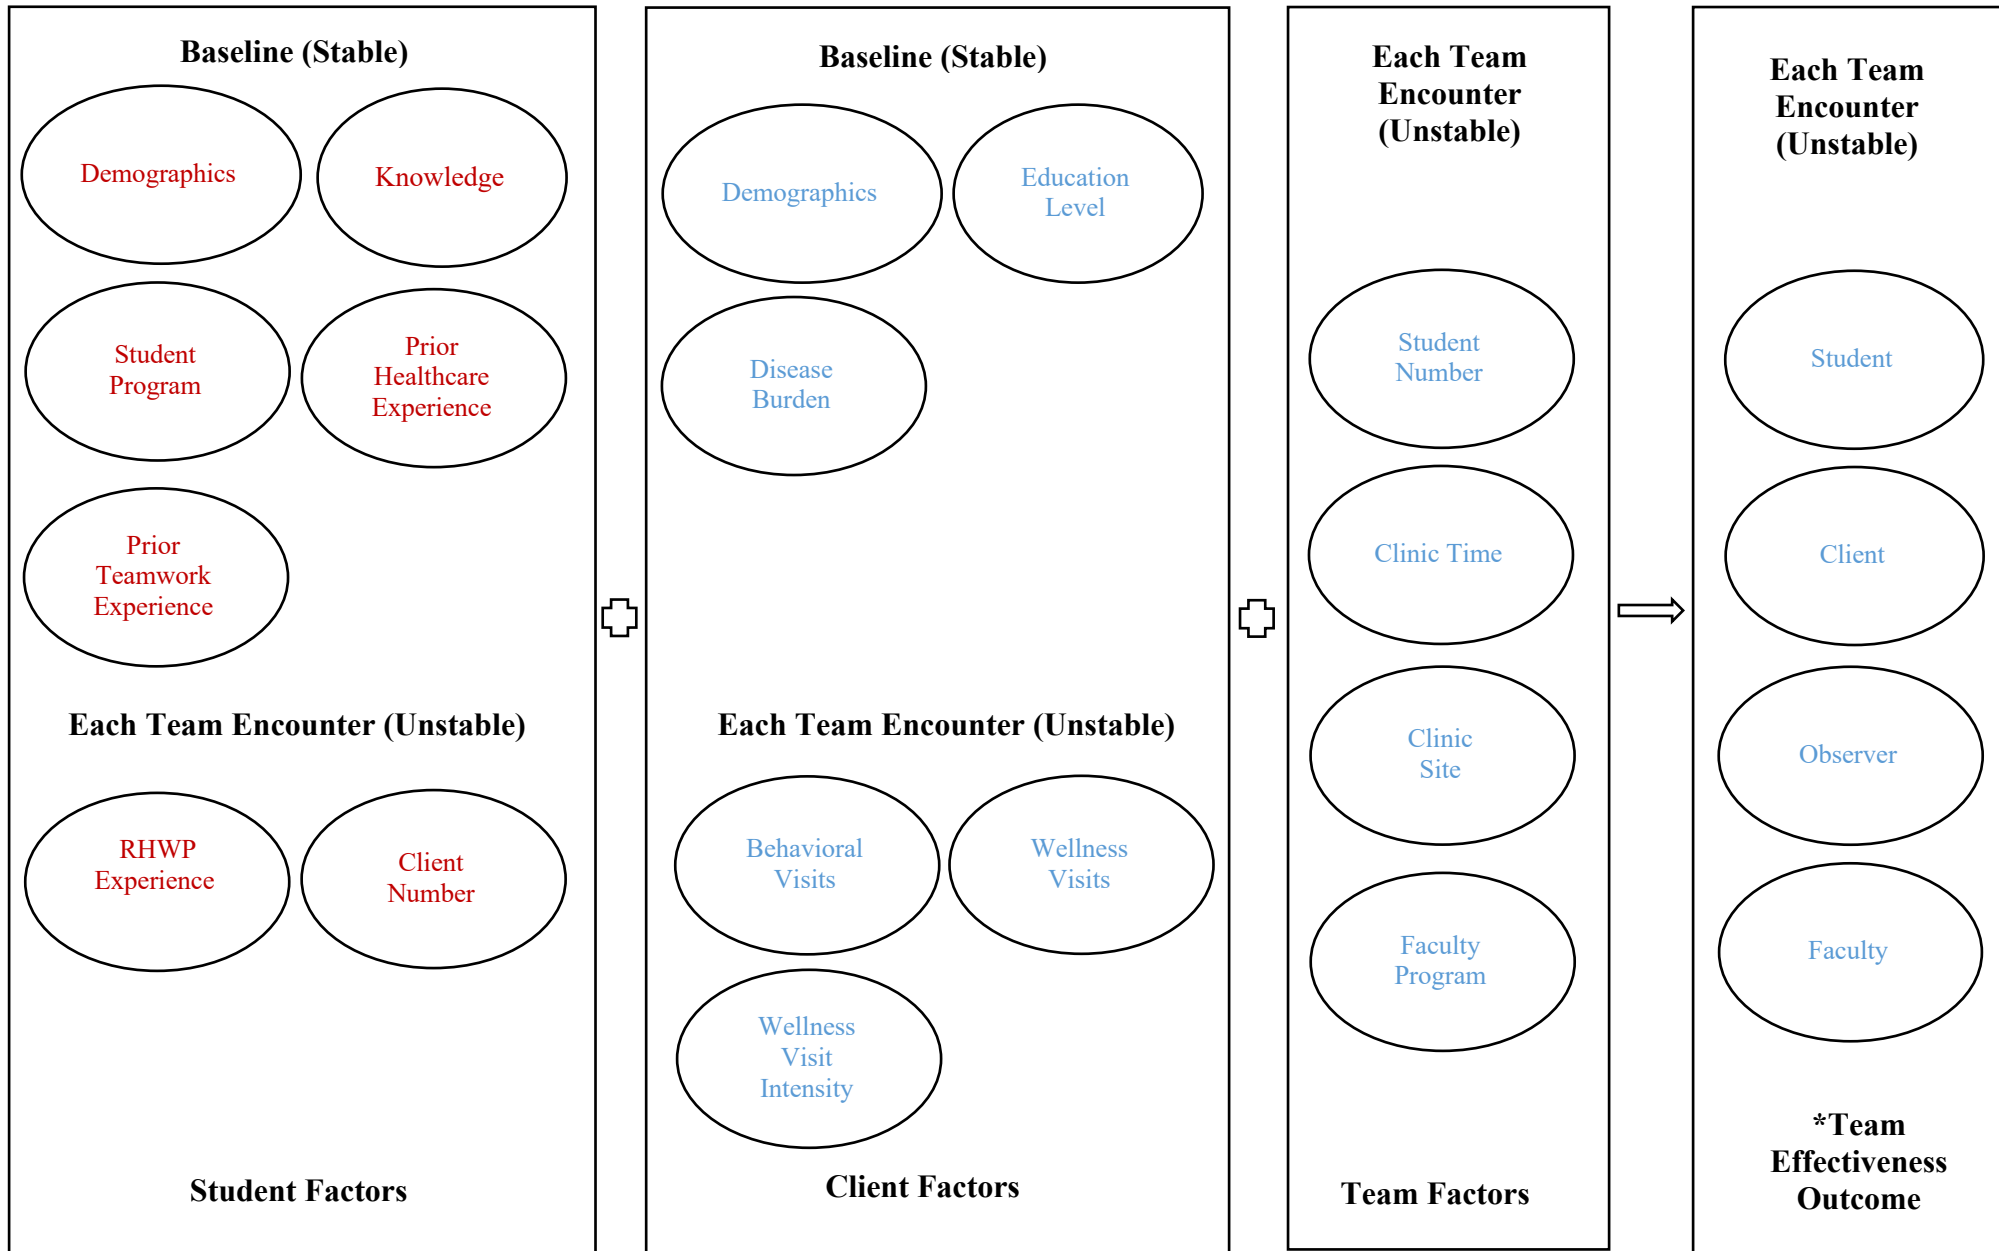 Baseline (Stable)
Demographics
Knowledge
Student
Program
Prior
Healthcare
Experience
Prior
Teamwork
Experience
Each Team Encounter (Unstable)
RHWP
Experience
Client
Number
Student Factors
Baseline (Stable)
Demographics
Education
Level
Disease
Burden
Each Team Encounter (Unstable)
Behavioral
Visits
Wellness
Visits
Wellness
Visit
Intensity
Client Factors
Each Team
Encounter
(Unstable)
Student
Number
Clinic Time
Clinic
Site
Faculty
Program
Team Factors
Each Team
Encounter
(Unstable)
Student
Client
Observer
Faculty
*Team
Effectiveness
Outcome